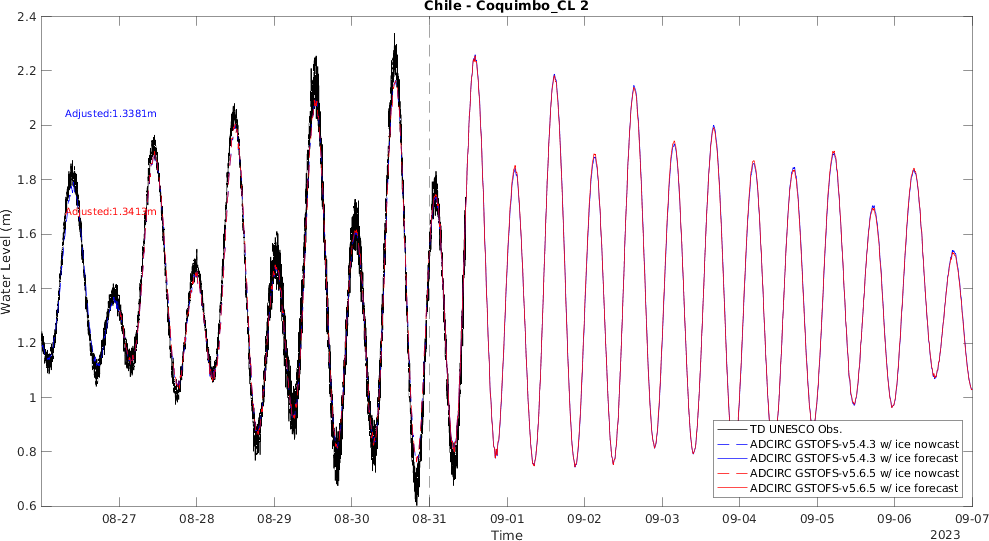 Chile - Coquimbo_CL 2
Water Level (m)
2.4
2.2
2
1.8
1.6
1.4
1.2
1
0.8
0.6
Adjusted:1.3381m
Adjusted:1.3413m
TD UNESCO Obs.
ADCIRC GSTOFS-v5.4.3 w/ ice nowcast
ADCIRC GSTOFS-v5.4.3 w/ ice forecast
ADCIRC GSTOFS-v5.6.5 w/ ice nowcast
ADCIRC GSTOFS-v5.6.5 w/ ice forecast
08-27 08-28 08-29 08-30 08-31 09-01 09-02 09-03 09-04 09-05 09-06 09-07
Time
2023